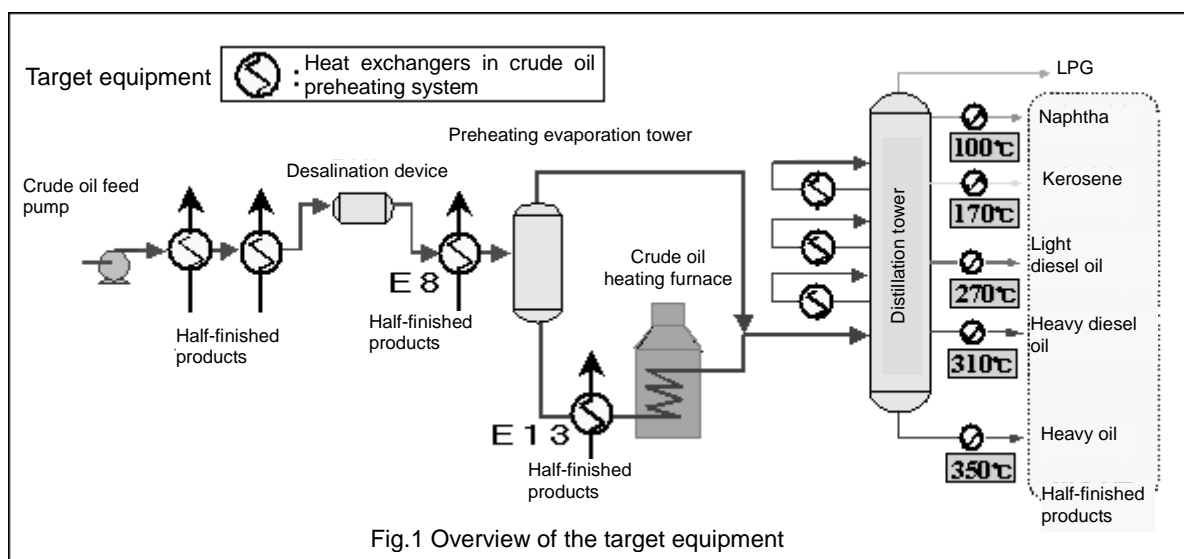 Target equipment
: Heat exchangers in crude oil
preheating system
LPG
Naphtha
100℃
Kerosene
170℃
Light
diesel oil
270℃
Heavy diesel
oil
310℃
Heavy oil
350℃
Half-finished
products
Distillation tower
Preheating evaporation tower
Desalination device
Crude oil feed
pump
Crude oil
heating furnace
E 8
Half-finished
products
Half-finished
products
E 1 3
Half-finished
products
Fig.1 Overview of the target equipment